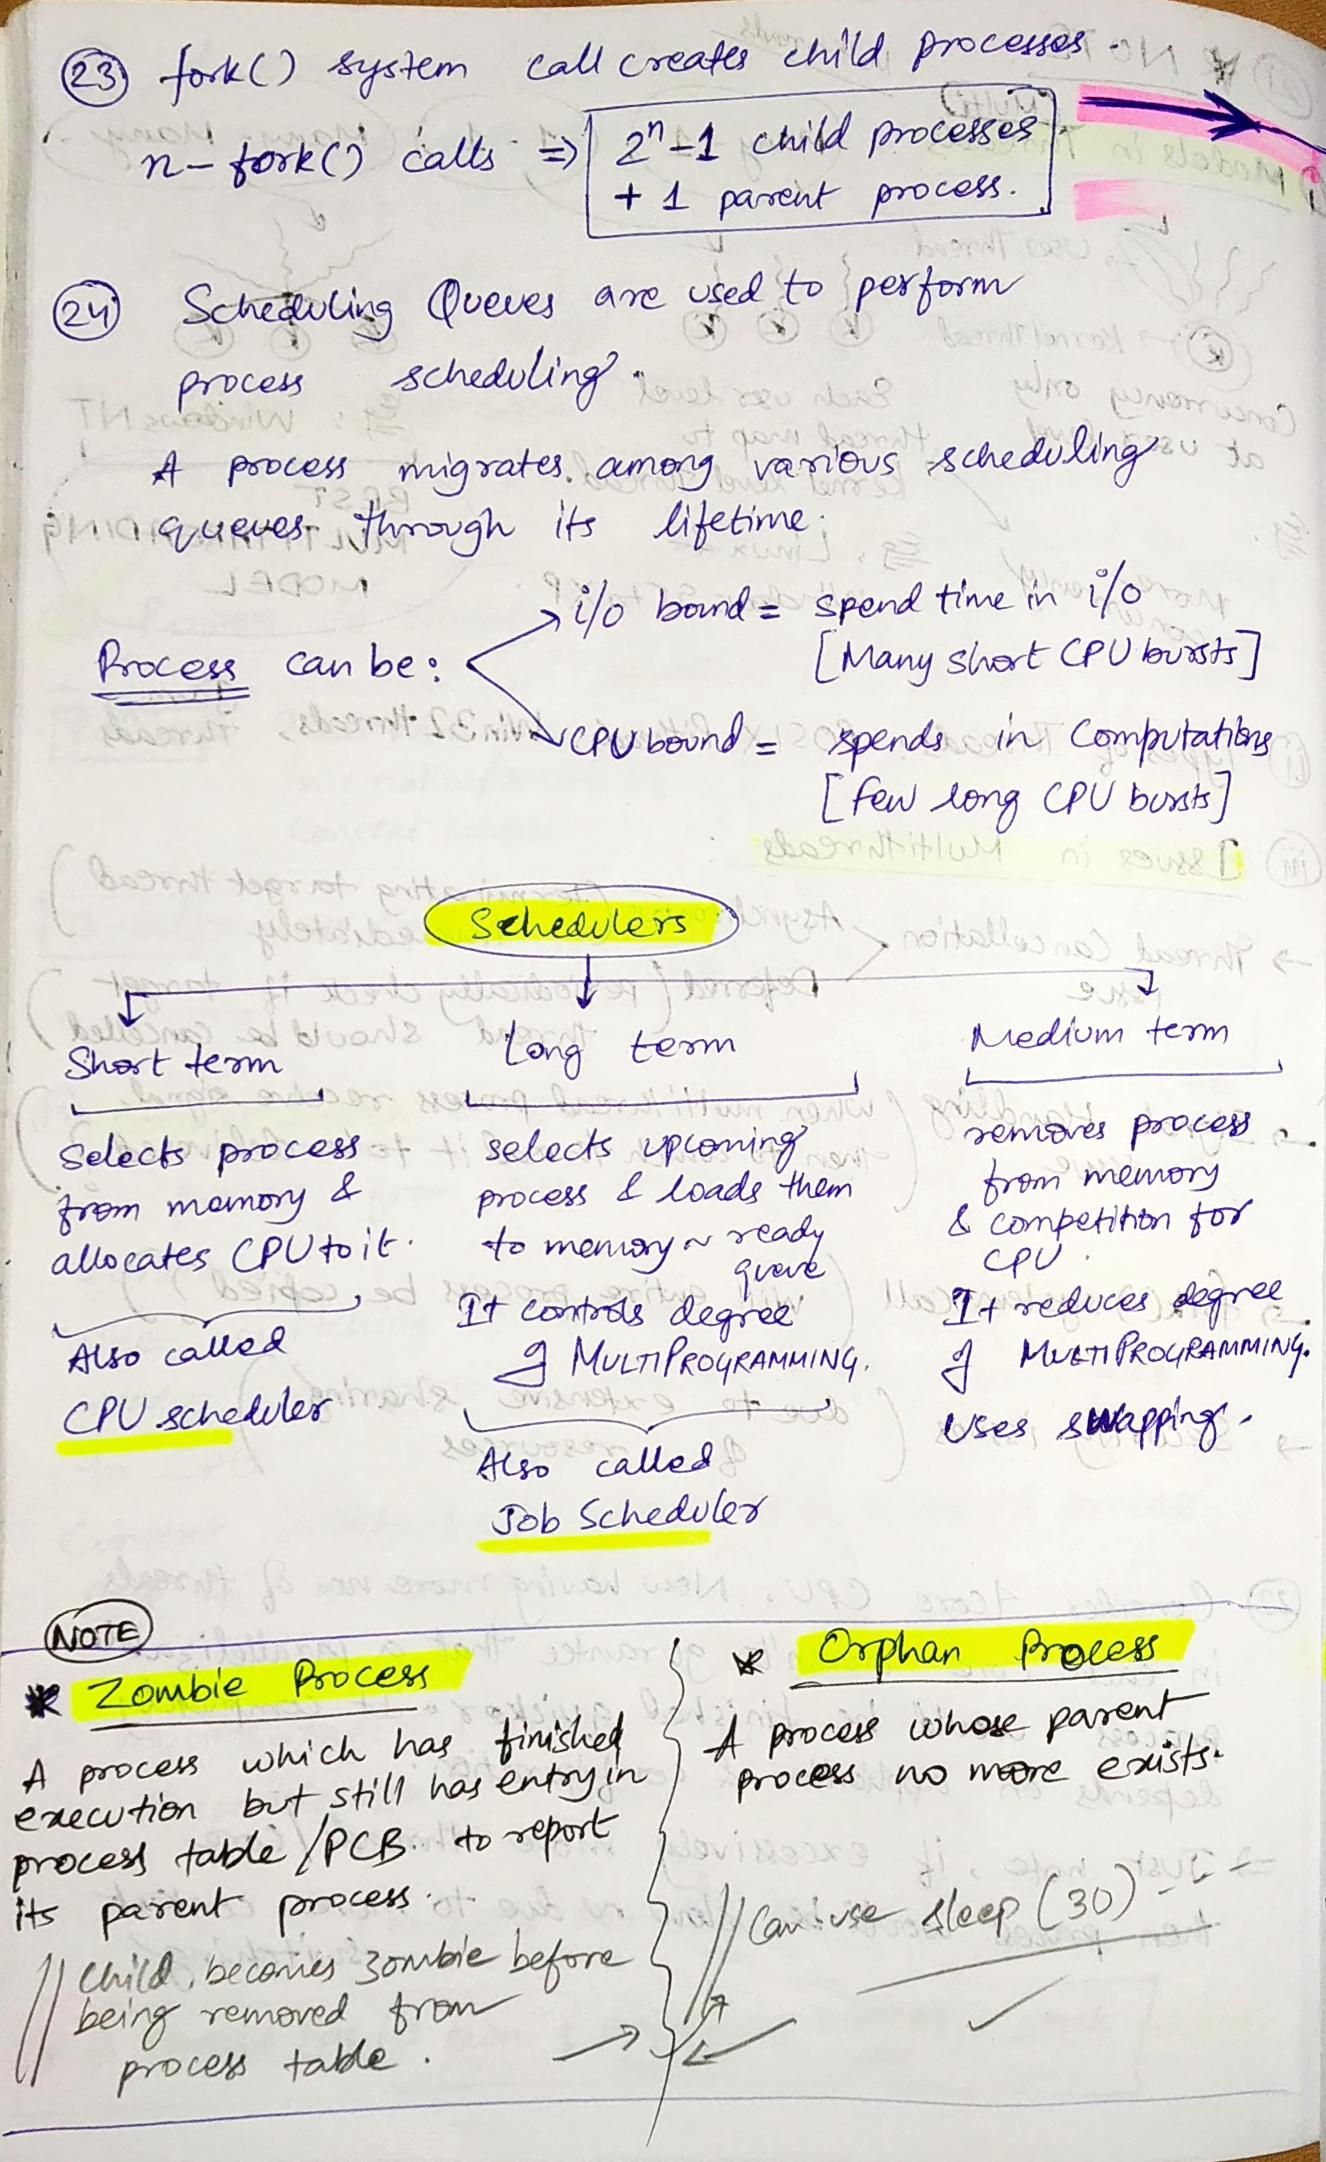 23 fork() system call creates child processes.
n-fork() calls ⇒ 2ⁿ-1 child processes
+ 1 parent process.
24 Scheduling Queues are used to perform
process scheduling.
A process migrates among various scheduling
queues through its lifetime.
Process can be:
i/o bound = spend time in i/o
[Many short CPU bursts]
CPU bound = spends in Computations
[few long CPU bursts]
Schedulers
Short term
Selects process
from memory &
allocates CPU to it.
Also called
CPU scheduler
Long term
selects upcoming
process & loads them
to memory ~ ready
queue
It controls degree
of MULTIPROGRAMMING.
Also called
Job Scheduler
Medium term
removes process
from memory
& competition for
CPU.
It reduces degree
of MULTIPROGRAMMING.
Uses swapping.
NOTE
* Zombie Process
A process which has finished
execution but still has entry in
process table/PCB to report
its parent process.
// Child becomes zombie before
being removed from
process table.
* Orphan Process
A process whose parent
process no more exists.
// Can use sleep(30)